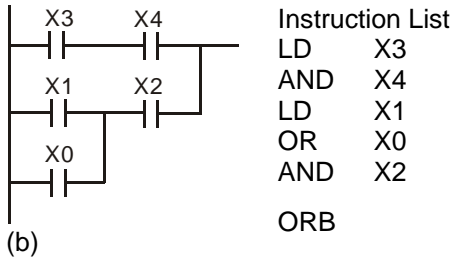 X3 X4
X1 X2
X0
(b)
Instruction List
LD X3
AND X4
LD X1
OR X0
AND X2
ORB